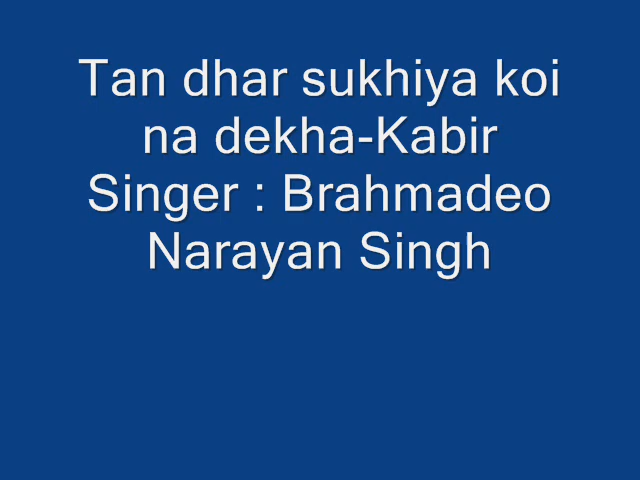 Tan dhar sukhiya koi
na dekha-Kabir
Singer : Brahmadeo
Narayan Singh